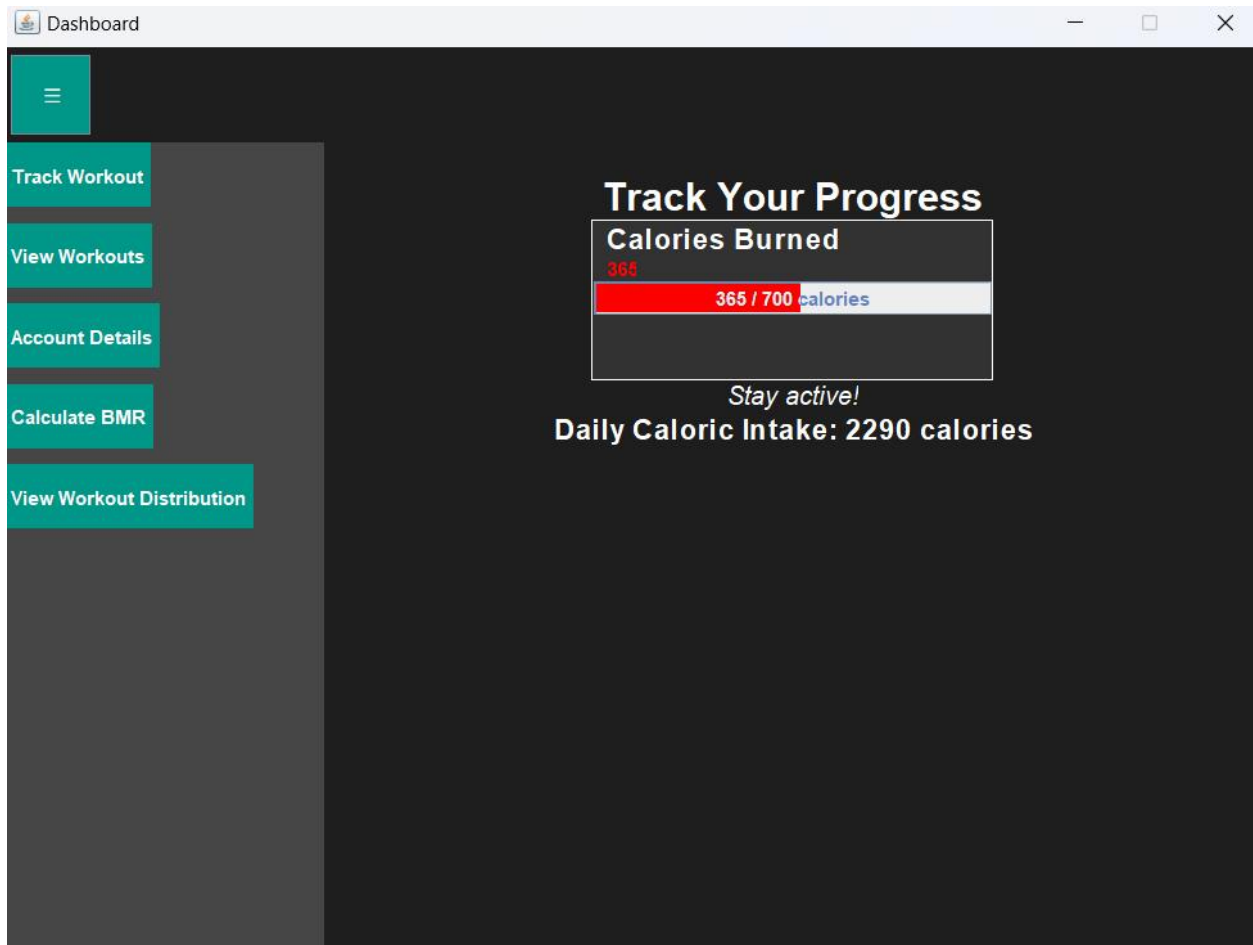 Dashboard
☰
Track Workout
View Workouts
Account Details
Calculate BMR
View Workout Distribution
Track Your Progress
Calories Burned
365
365 / 700 calories
Stay active!
Daily Caloric Intake: 2290 calories